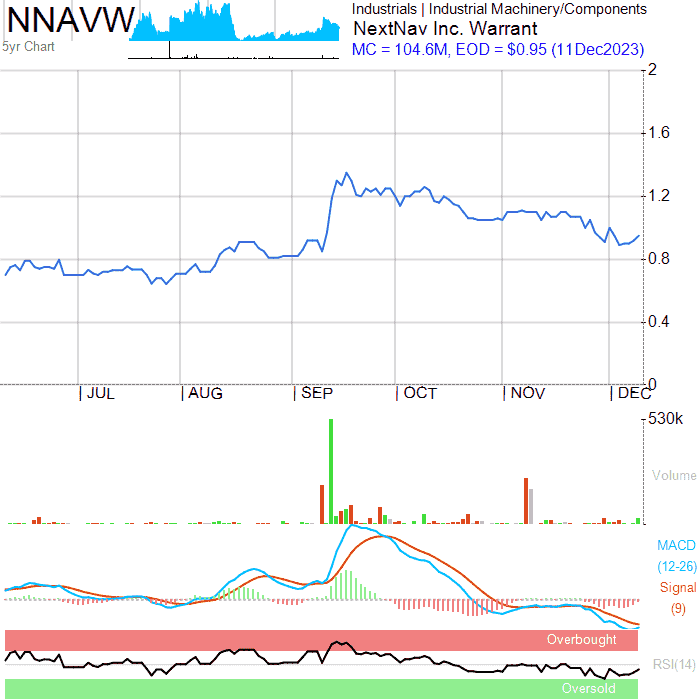 NNAVW
5yr Chart
Industrials | Industrial Machinery/Components
NextNav Inc. Warrant
MC = 104.6M, EOD = $0.95 (11Dec2023)
2
1.6
1.2
0.8
0.4
0
JUL AUG SEP OCT NOV DEC
530k
Volume
MACD
(12-26)
Signal
(9)
Overbought
RSI(14)
Oversold